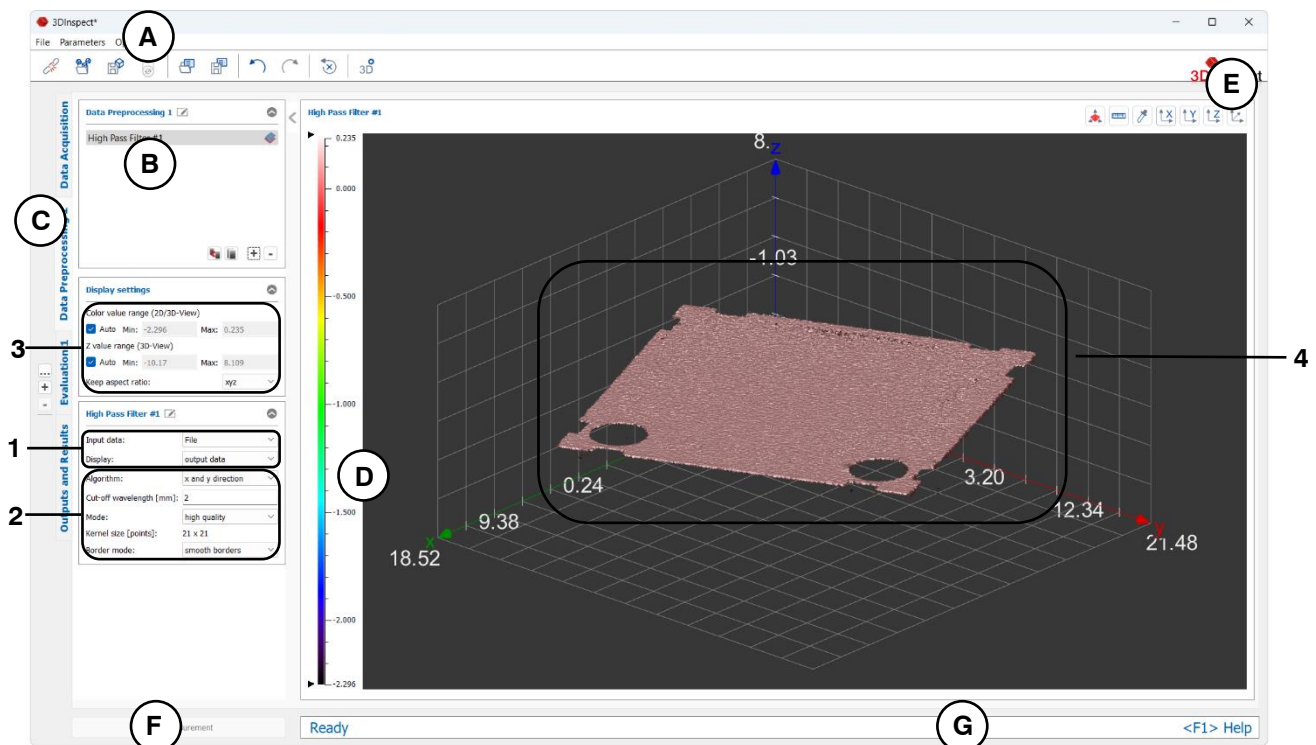 3DInspect*
File Parameters
A
3D
3D
E
Data Preprocessing 1
High Pass Filter #1
B
C
Data Acquisition
Data Preprocessing
Evaluation 1
Outputs and Results
...
+
-
+ -
Display settings
Color value range (2D/3D-View)
Auto Min: -2.296 Max: 0.235
Z value range (3D-View)
Auto Min: -10.17 Max: 8.109
Keep aspect ratio: xyz
3
High Pass Filter #1
Input data: File
Display: output data
1
Algorithm: x and y direction
Cut-off wavelength [mm]: 2
Mode: high quality
Kernel size [points]: 21 x 21
Border mode: smooth borders
2
High Pass Filter #1
X Y Z
0.235
0.000
-0.500
-1.000
-1.500
-2.000
-2.296
D
8.
z
-1.03
4
0.24
3.20
9.38
12.34
x
y
18.52
21.48
F
Ready
G
<F1> Help